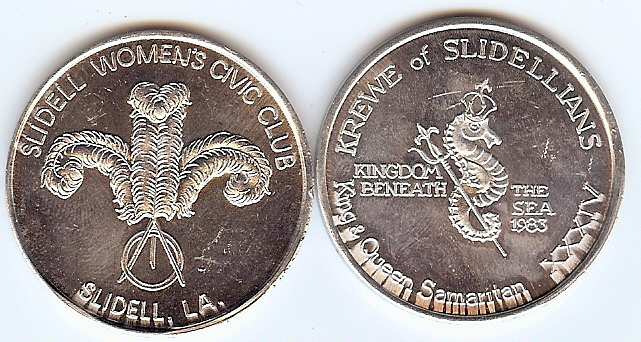 SLIDELL WOMEN'S CIVIC CLUB
SLIDELL, LA.
KREWE of SLIDELLIANS
KINGDOM
BENEATH
THE
SEA
1983
XXXIV
King & Queen Samaritan